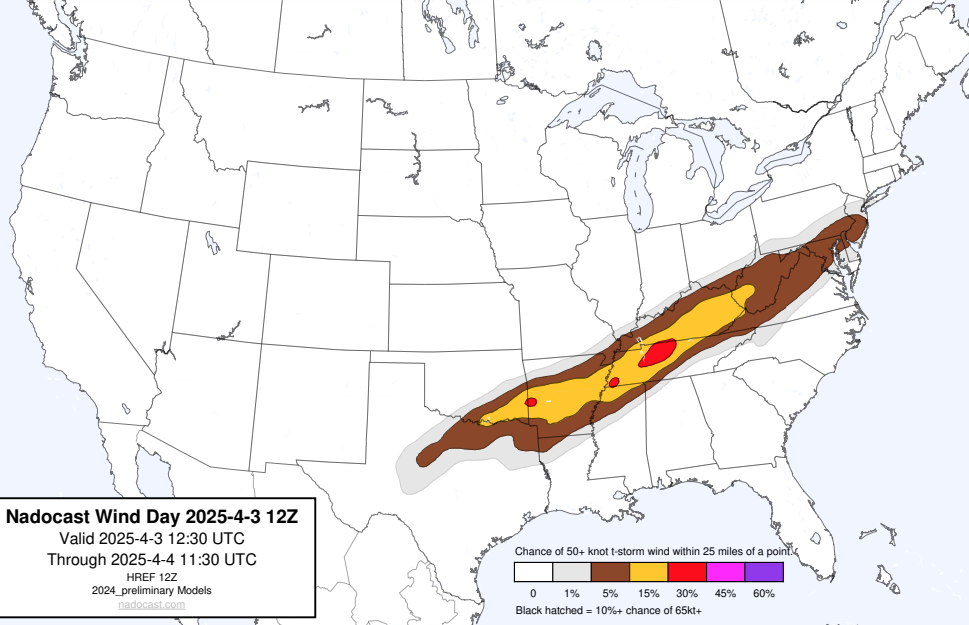 Nadocast Wind Day 2025-4-3 12Z
Valid 2025-4-3 12:30 UTC
Through 2025-4-4 11:30 UTC
HREF 12Z
2024_preliminary Models
nadocast.com
Chance of 50+ knot t-storm wind within 25 miles of a point.
0 1% 5% 15% 30% 45% 60%
Black hatched = 10%+ chance of 65kt+